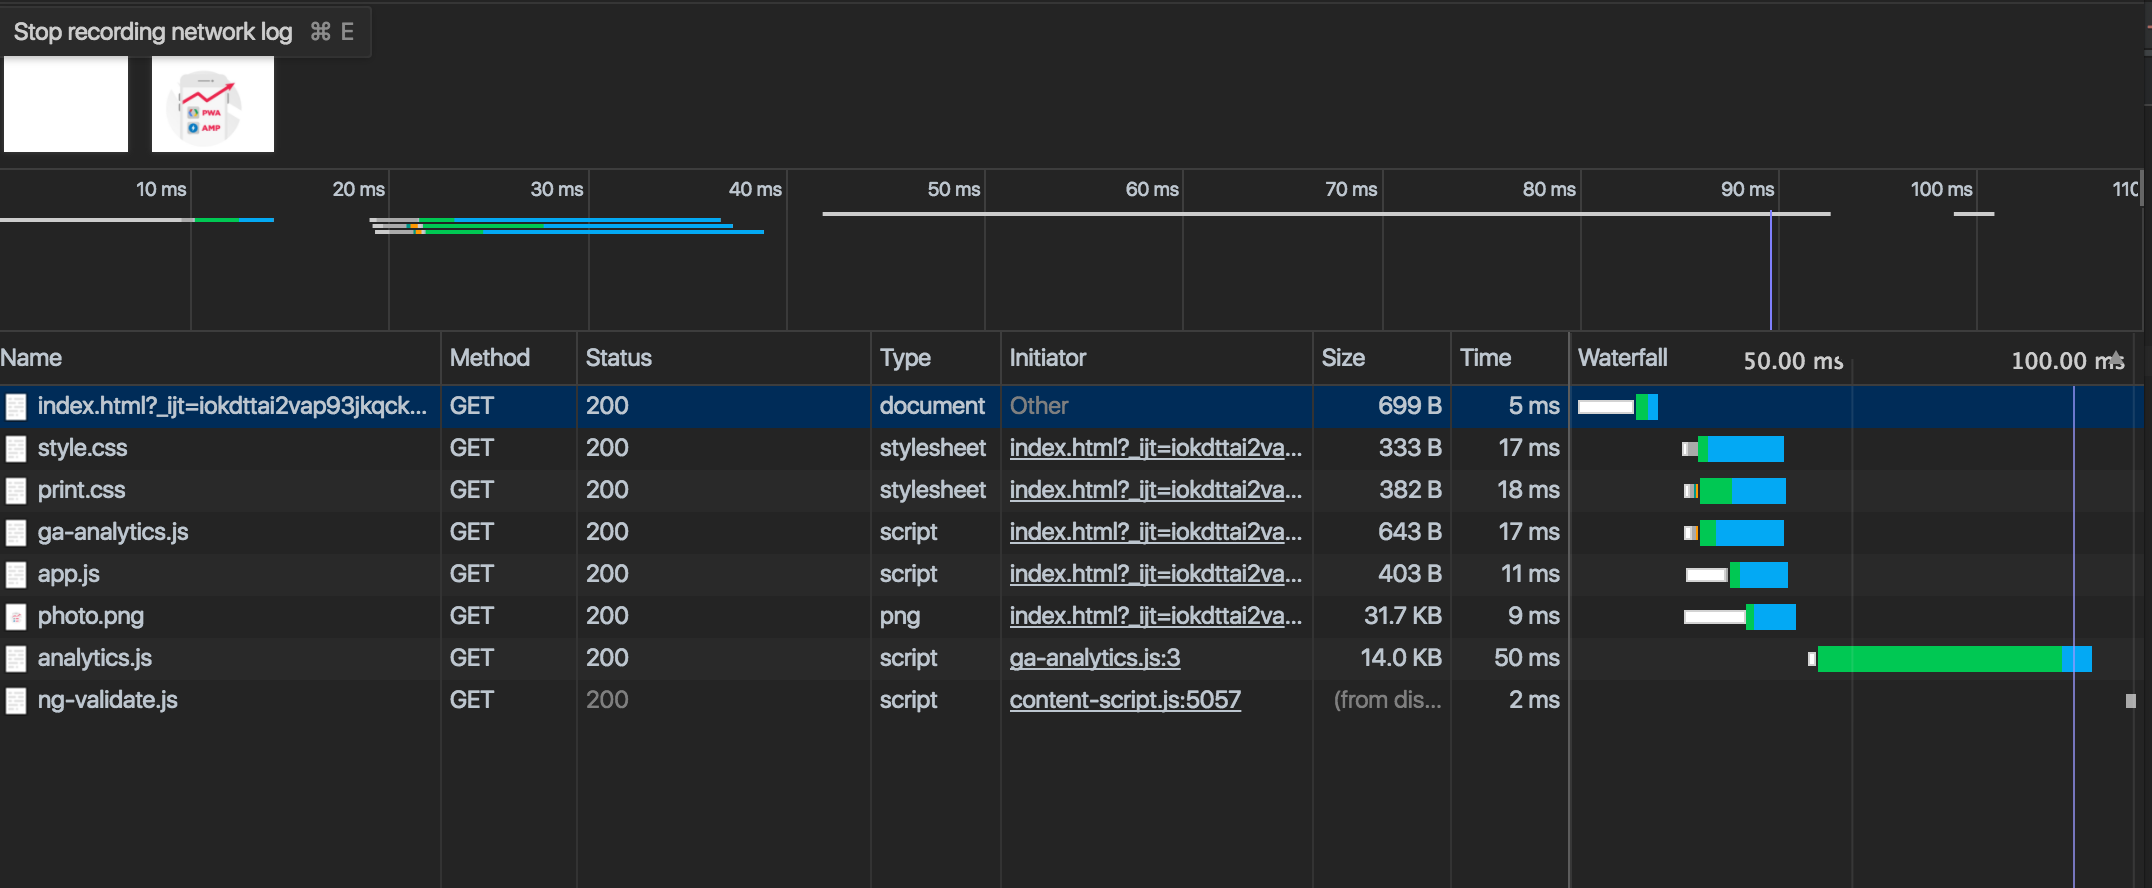 Stop recording network log ⌘ E
PWA
AMP
10 ms 20 ms 30 ms 40 ms 50 ms 60 ms 70 ms 80 ms 90 ms 100 ms 110
Name Method Status Type Initiator Size Time Waterfall 50.00 ms 100.00 ms
index.html?_ijt=iokdttai2vap93jkqck... GET 200 document Other 699 B 5 ms
style.css GET 200 stylesheet index.html?_ijt=iokdttai2va... 333 B 17 ms
print.css GET 200 stylesheet index.html?_ijt=iokdttai2va... 382 B 18 ms
ga-analytics.js GET 200 script index.html?_ijt=iokdttai2va... 643 B 17 ms
app.js GET 200 script index.html?_ijt=iokdttai2va... 403 B 11 ms
photo.png GET 200 png index.html?_ijt=iokdttai2va... 31.7 KB 9 ms
analytics.js GET 200 script ga-analytics.js:3 14.0 KB 50 ms
ng-validate.js GET 200 script content-script.js:5057 (from dis... 2 ms